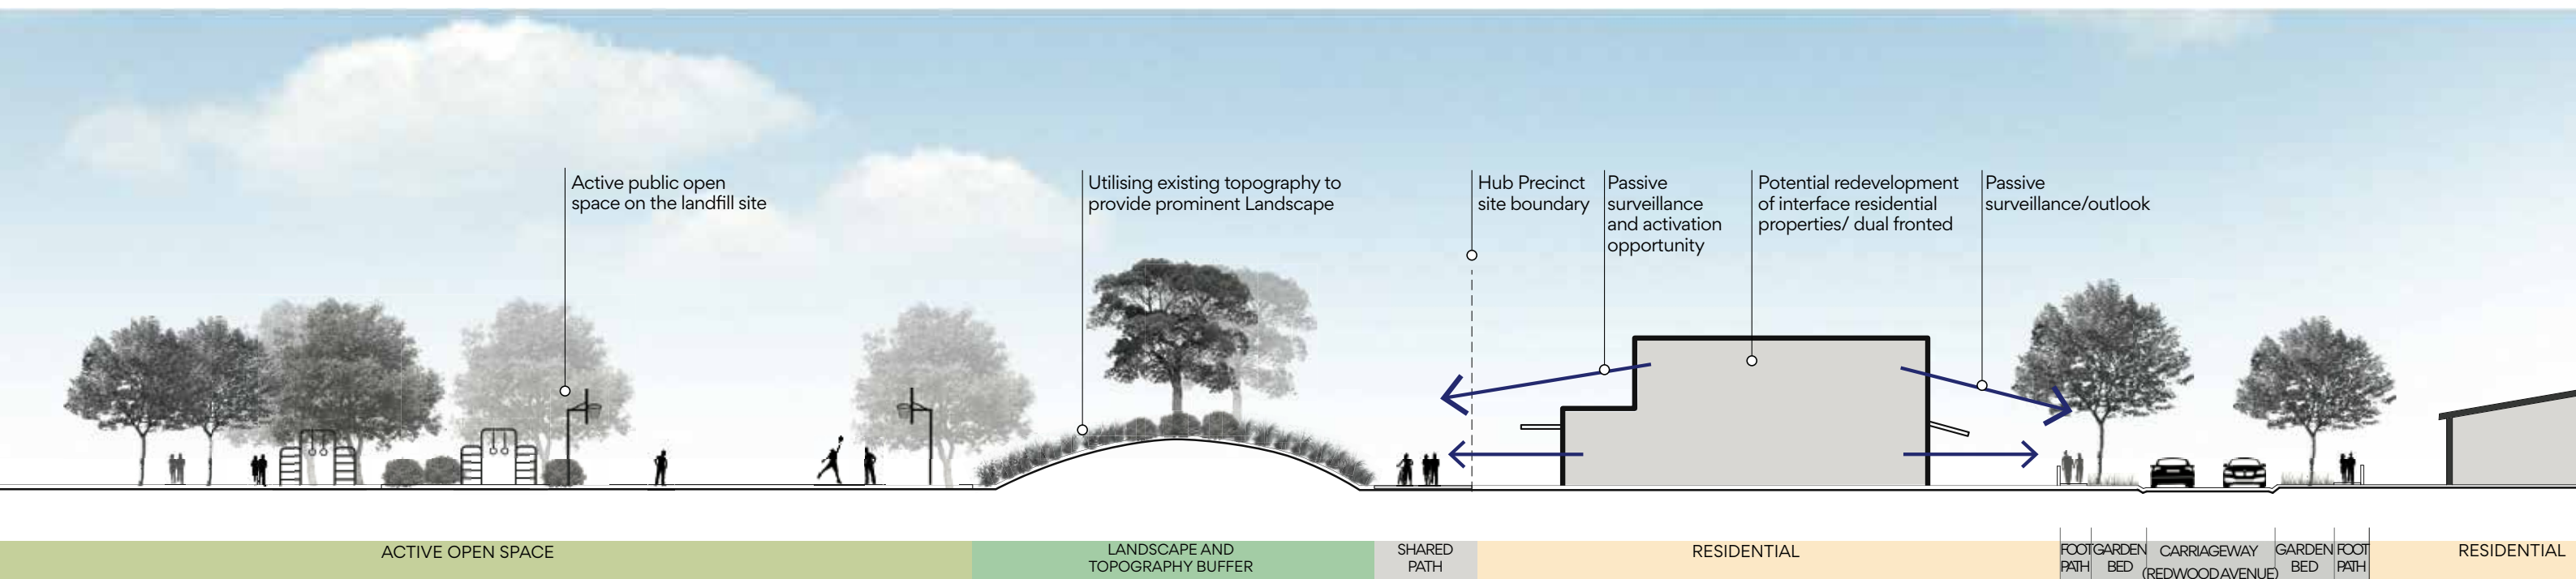 Active public open
space on the landfill site
Utilising existing topography to
provide prominent Landscape
Hub Precinct
site boundary
Passive
surveillance
and activation
opportunity
Potential redevelopment
of interface residential
properties/ dual fronted
Passive
surveillance/outlook
ACTIVE OPEN SPACE
LANDSCAPE AND
TOPOGRAPHY BUFFER
SHARED
PATH
RESIDENTIAL
FOOT
PATH
GARDEN
BED
CARRIAGEWAY
(REDWOOD AVENUE)
GARDEN
BED
FOOT
PATH
RESIDENTIAL